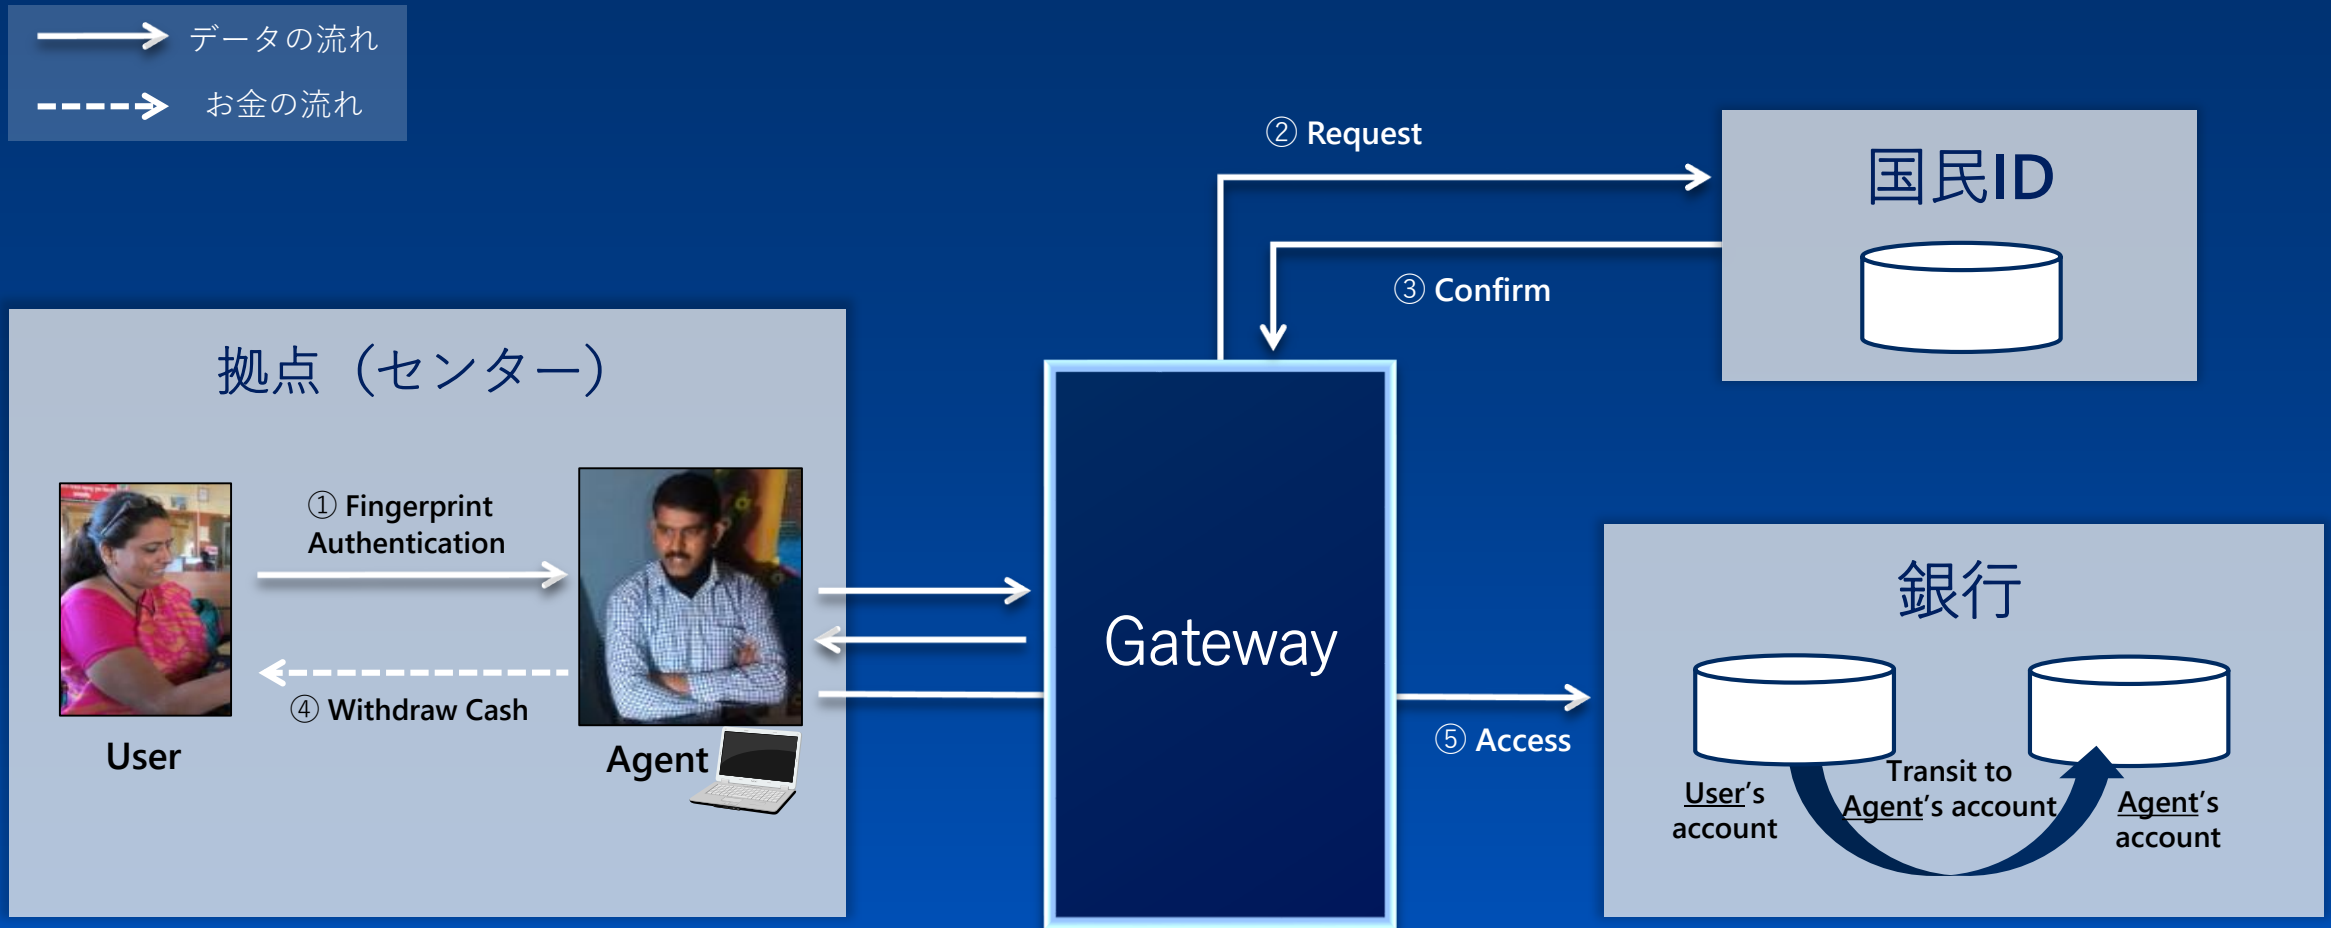 データの流れ
お金の流れ
② Request
国民ID
③ Confirm
拠点（センター）
① Fingerprint
Authentication
④ Withdraw Cash
User
Agent
Gateway
⑤ Access
銀行
User's
account
Transit to
Agent's account
Agent's
account